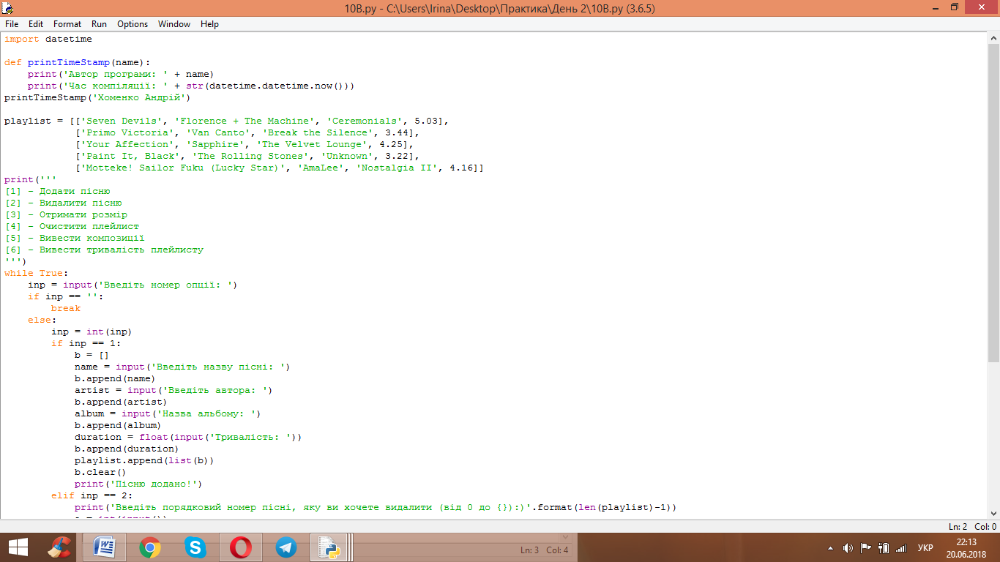 10B.py - C:\Users\Irina\Desktop\Практика\День 2\10B.py (3.6.5)
File Edit Format Run Options Window Help
import datetime
def printTimeStamp(name):
    print('Автор програми: ' + name)
    print('Час компіляції: ' + str(datetime.datetime.now()))
printTimeStamp('Хоменко Андрій')
playlist = [['Seven Devils', 'Florence + The Machine', 'Ceremonials', 5.03],
            ['Primo Victoria', 'Van Canto', 'Break the Silence', 3.44],
            ['Your Affection', 'Sapphire', 'The Velvet Lounge', 4.25],
            ['Paint It, Black', 'The Rolling Stones', 'Unknown', 3.22],
            ['Motteke! Sailor Fuku (Lucky Star)', 'AmaLee', 'Nostalgia II', 4.16]]
print('''
[1] - Додати пісню
[2] - Видалити пісню
[3] - Отримати розмір
[4] - Очистити плейлист
[5] - Вивести композиції
[6] - Вивести тривалість плейлисту
''')
while True:
    inp = input('Введіть номер опції: ')
    if inp == '':
        break
    else:
        inp = int(inp)
        if inp == 1:
            b = []
            name = input('Введіть назву пісні: ')
            b.append(name)
            artist = input('Введіть автора: ')
            b.append(artist)
            album = input('Назва альбому: ')
            b.append(album)
            duration = float(input('Тривалість: '))
            b.append(duration)
            playlist.append(list(b))
            b.clear()
            print('Пісню додано!')
        elif inp == 2:
            print('Введіть порядковий номер пісні, яку ви хочете видалити (від 0 до {}):)'.format(len(playlist)-1))
Ln: 2 Col: 0
Ln: 3 Col: 4
УКР
22:13
20.06.2018